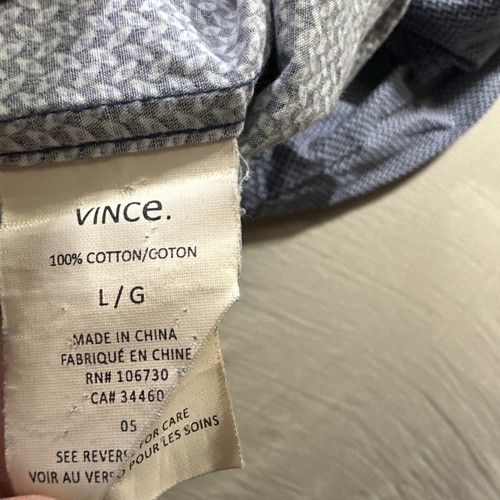 VINCe.
100% COTTON/COTON
L/G
MADE IN CHINA
FABRIQUÉ EN CHINE
RN# 106730
CA# 34460
05
SEE REVERS FOR CARE
VOIR AU VERSO POUR LES SOINS